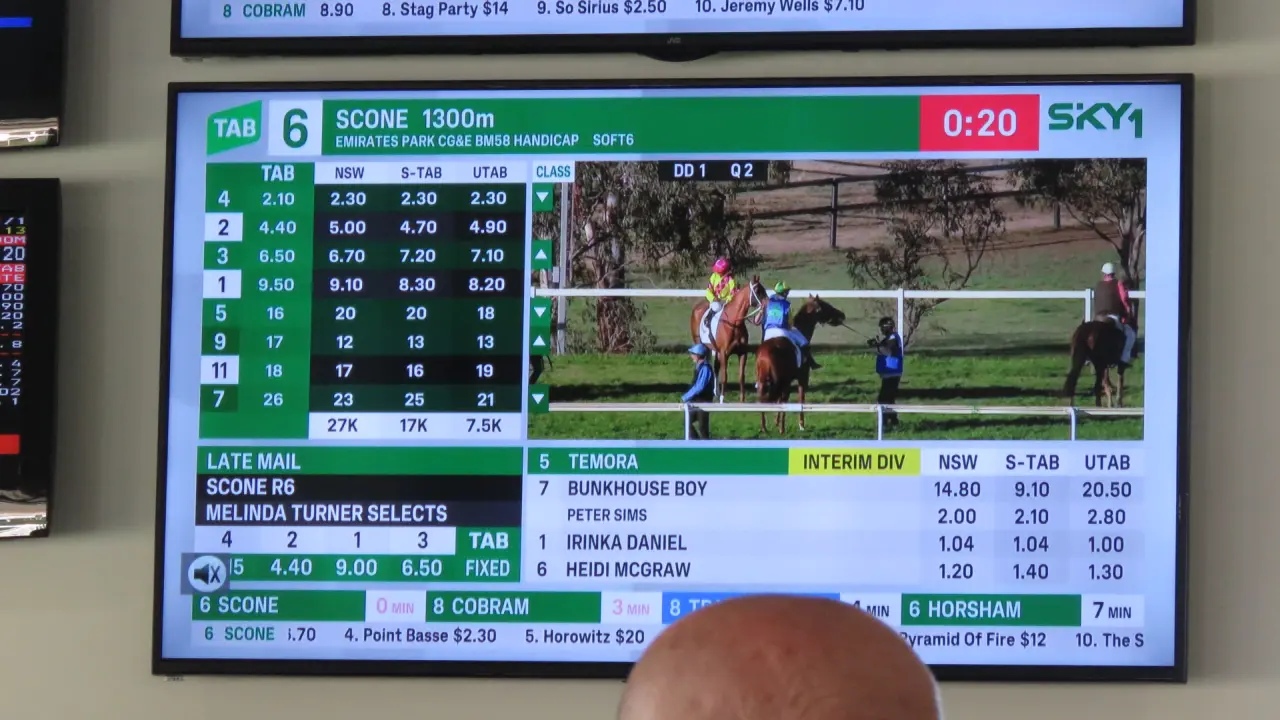 8 COBRAM 8.90 8. Stag Party $14 9. So Sirius $2.50 10. Jeremy Wells $7.10
JVC
TAB 6 SCONE 1300m 0:20 SKY1
EMIRATES PARK CG&E BM58 HANDICAP SOFT6
TAB NSW S-TAB UTAB CLASS DD 1 Q 2
4 2.10 2.30 2.30 2.30
2 4.40 5.00 4.70 4.90
3 6.50 6.70 7.20 7.10
1 9.50 9.10 8.30 8.20
5 16 20 20 18
9 17 12 13 13
11 18 17 16 19
7 26 23 25 21
27K 17K 7.5K
LATE MAIL
SCONE R6
MELINDA TURNER SELECTS
4 2 1 3 TAB
4.40 9.00 6.50 FIXED
5 TEMORA INTERIM DIV NSW S-TAB UTAB
7 BUNKHOUSE BOY 14.80 9.10 20.50
PETER SIMS 2.00 2.10 2.80
1 IRINKA DANIEL 1.04 1.04 1.00
6 HEIDI MCGRAW 1.20 1.40 1.30
6 SCONE 0 MIN 8 COBRAM 3 MIN 8 MIN 6 HORSHAM 7 MIN
6 SCONE 4. Point Basse $2.30 5. Horowitz $20 Pyramid Of Fire $12 10. The S
20